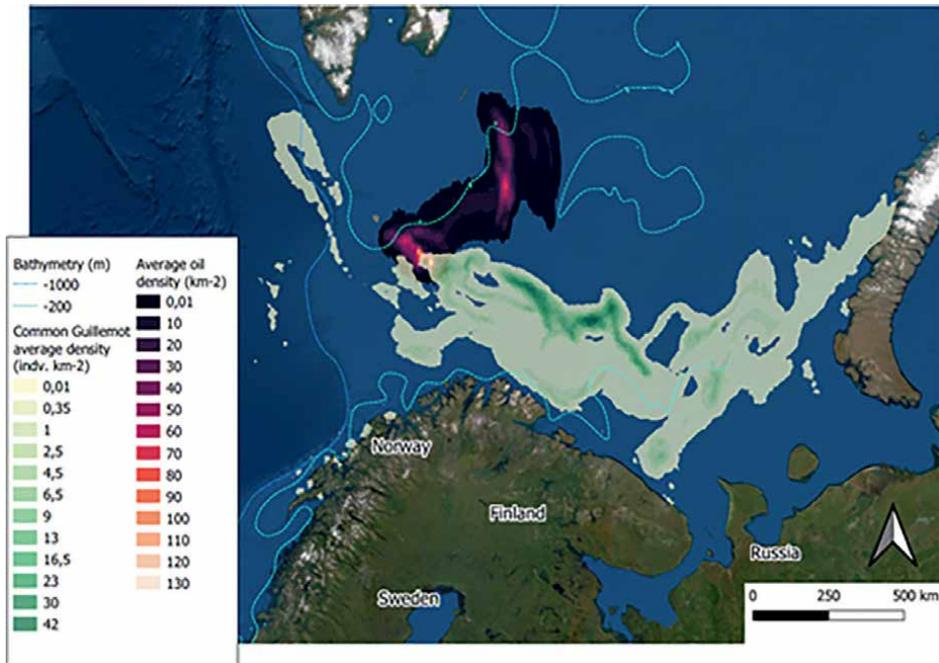 Bathymetry (m)
-1000
-200
Common Guillemot
average density
(indv. km-2)
0,01
0,35
1
2,5
4,5
6,5
9
13
16,5
23
30
42
Average oil
density (km-2)
0,01
10
20
30
40
50
60
70
80
90
100
110
120
130
Norway
Finland
Sweden
Russia
0 250 500 km